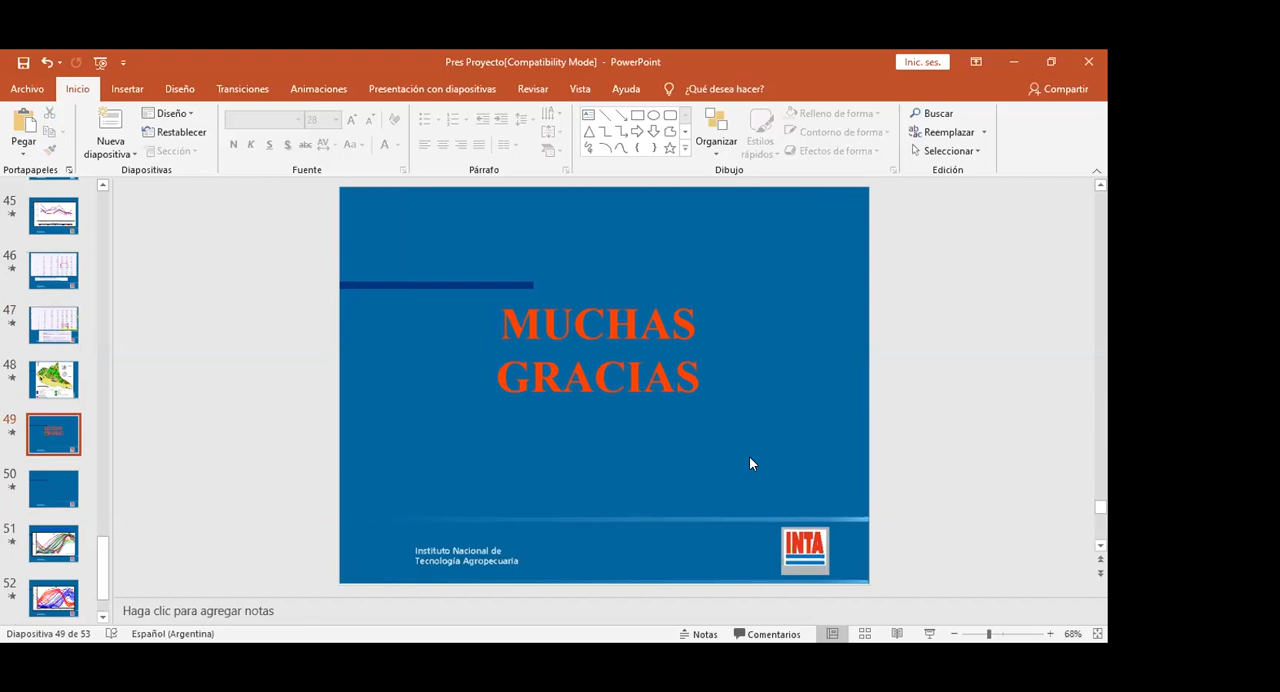 Pres Proyecto[Compatibility Mode] - PowerPoint
Inic. ses.
Archivo Inicio Insertar Diseño Transiciones Animaciones Presentación con diapositivas Revisar Vista Ayuda ¿Qué desea hacer? Compartir
Pegar
Nueva diapositiva
Diseño
Restablecer
Sección
28
N K S S abc AV Aa A
Organizar
Estilos rápidos
Relleno de forma
Contorno de forma
Efectos de forma
Buscar
Reemplazar
Seleccionar
Portapapeles Diapositivas Fuente Párrafo Dibujo Edición
45
46
47
48
49
50
51
52
MUCHAS
GRACIAS
Instituto Nacional de
Tecnología Agropecuaria
INTA
Haga clic para agregar notas
Diapositiva 49 de 53 Español (Argentina) Notas Comentarios 68%